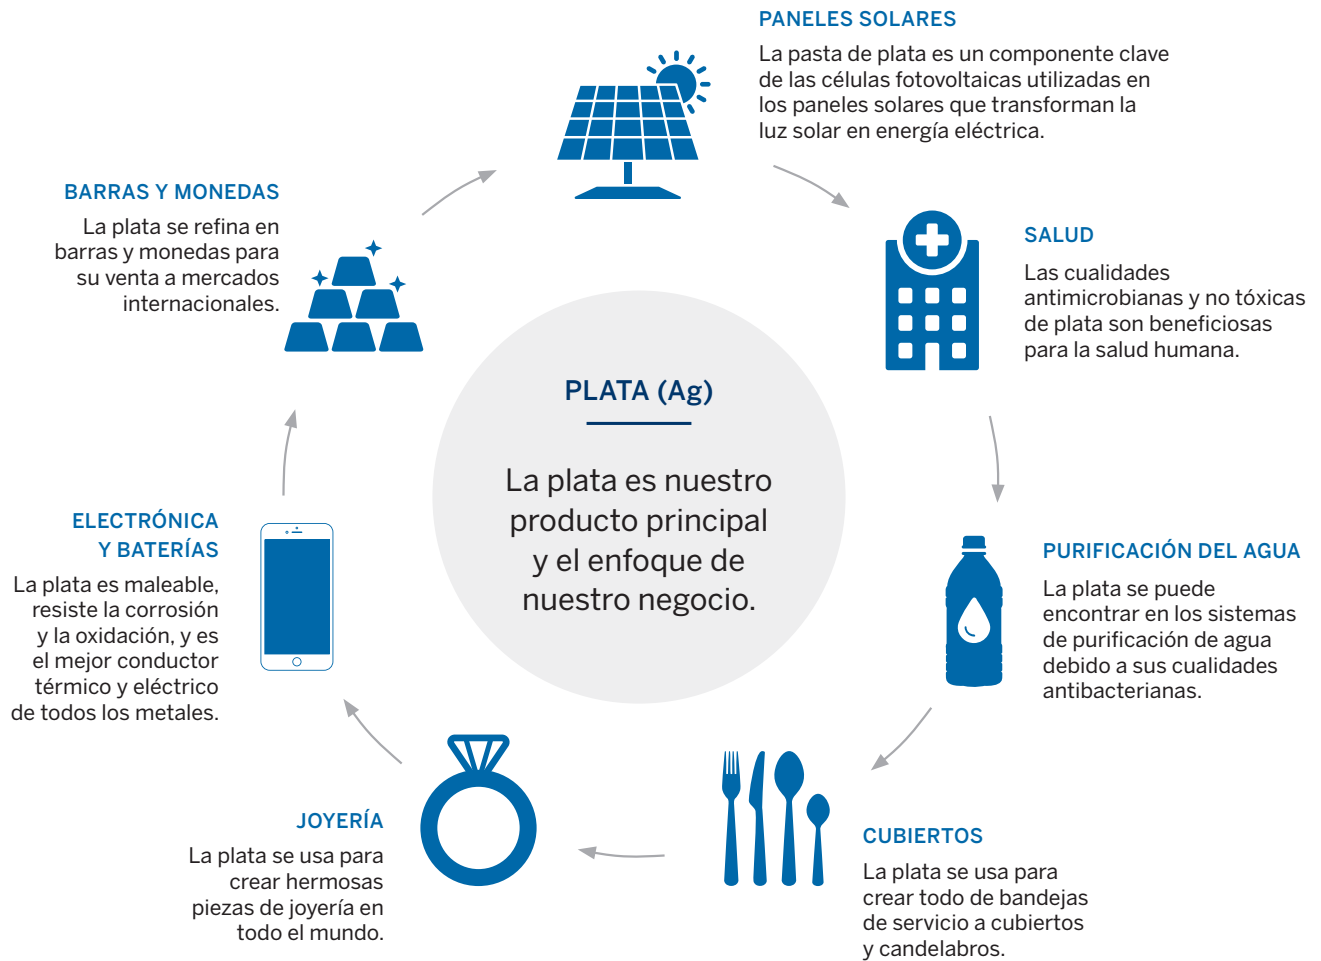 PANELES SOLARES
La pasta de plata es un componente clave
de las células fotovoltaicas utilizadas en
los paneles solares que transforman la
luz solar en energía eléctrica.
SALUD
Las cualidades
antimicrobianas y no tóxicas
de plata son beneficiosas
para la salud humana.
PURIFICACIÓN DEL AGUA
La plata se puede
encontrar en los sistemas
de purificación de agua
debido a sus cualidades
antibacterianas.
CUBIERTOS
La plata se usa para
crear todo de bandejas
de servicio a cubiertos
y candelabros.
JOYERÍA
La plata se usa para
crear hermosas
piezas de joyería en
todo el mundo.
ELECTRÓNICA
Y BATERÍAS
La plata es maleable,
resiste la corrosión
y la oxidación, y es
el mejor conductor
térmico y eléctrico
de todos los metales.
BARRAS Y MONEDAS
La plata se refina en
barras y monedas para
su venta a mercados
internacionales.
PLATA (Ag)
La plata es nuestro
producto principal
y el enfoque de
nuestro negocio.